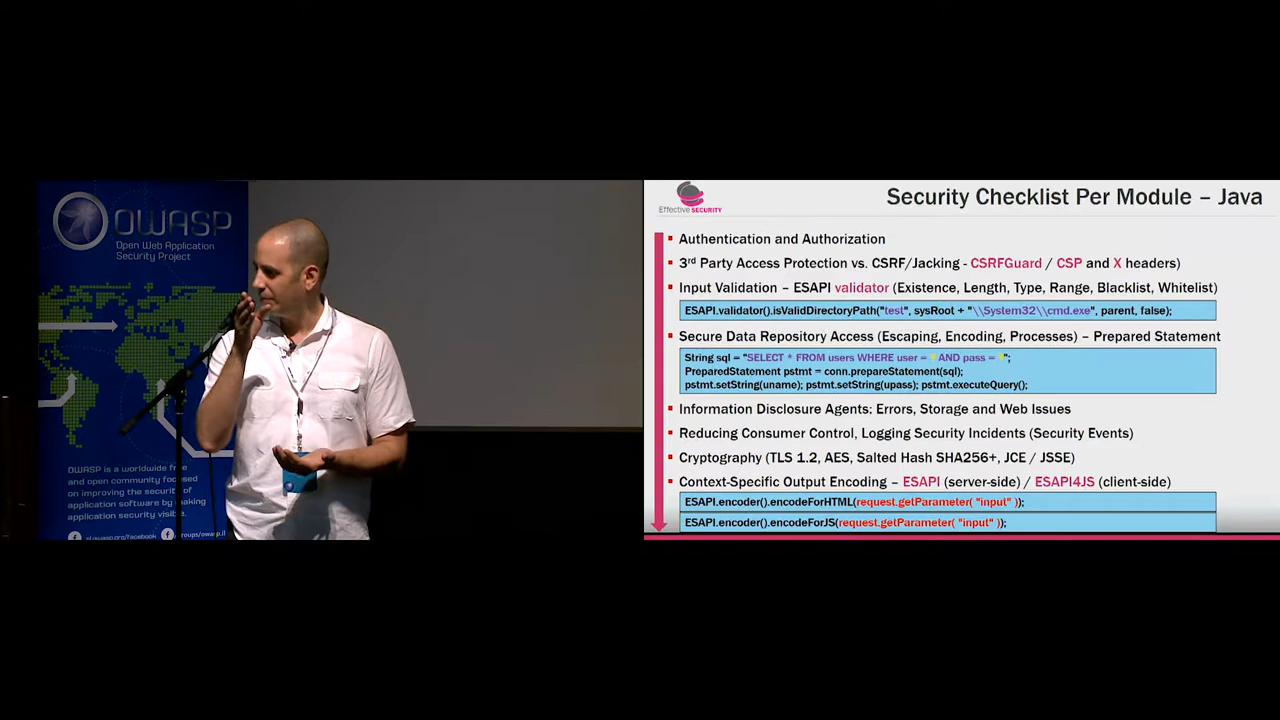 OWASP
Open Web Application
Security Project
OWASP is a worldwide free
and open community focused
on improving the security of
application software by making
application security visible.
Effective SECURITY
Security Checklist Per Module – Java
Authentication and Authorization
3rd Party Access Protection vs. CSRF/Jacking - CSRFGuard / CSP and X headers)
Input Validation – ESAPI validator (Existence, Length, Type, Range, Blacklist, Whitelist)
ESAPI.validator().isValidDirectoryPath("test", sysRoot + "\\System32\\cmd.exe", parent, false);
Secure Data Repository Access (Escaping, Encoding, Processes) – Prepared Statement
String sql = "SELECT * FROM users WHERE user = ? AND pass = ?";
PreparedStatement pstmt = conn.prepareStatement(sql);
pstmt.setString(uname); pstmt.setString(upass); pstmt.executeQuery();
Information Disclosure Agents: Errors, Storage and Web Issues
Reducing Consumer Control, Logging Security Incidents (Security Events)
Cryptography (TLS 1.2, AES, Salted Hash SHA256+, JCE / JSSE)
Context-Specific Output Encoding – ESAPI (server-side) / ESAPI4JS (client-side)
ESAPI.encoder().encodeForHTML(request.getParameter( "input" ));
ESAPI.encoder().encodeForJS(request.getParameter( "input" ));